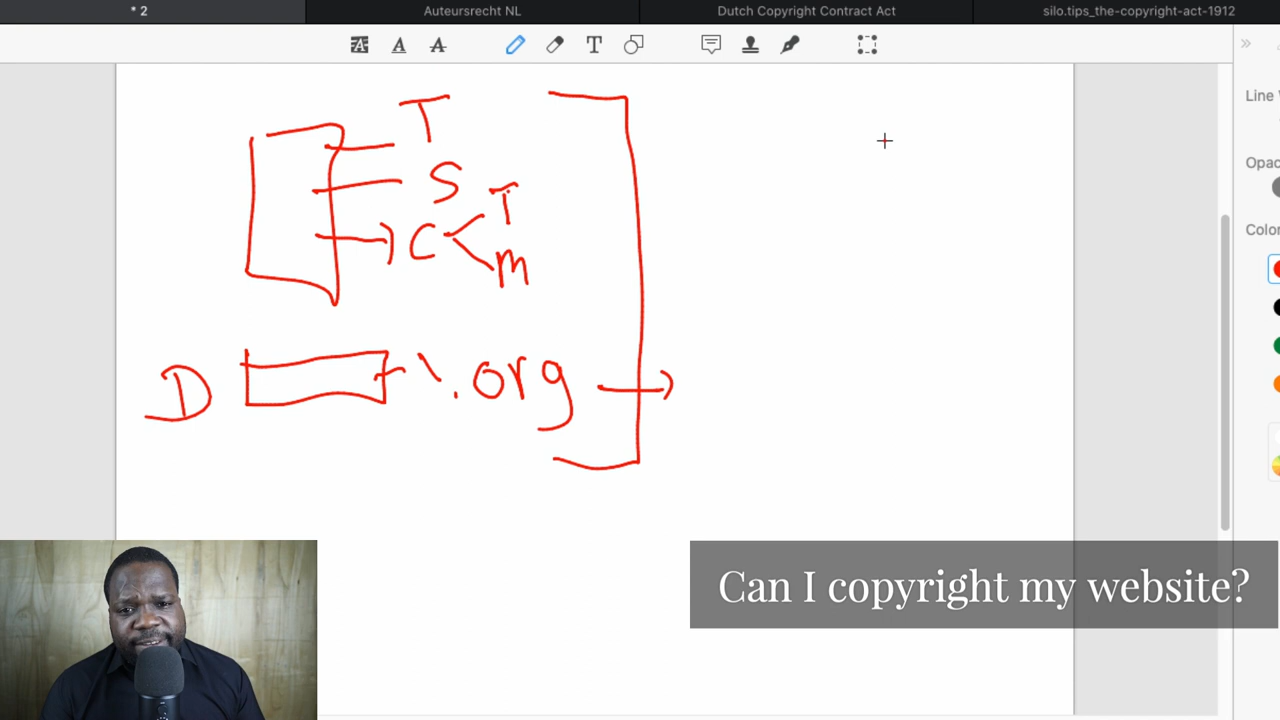 * 2
Auteursrecht NL
Dutch Copyright Contract Act
silo.tips_the-copyright-act-1912
A A A T
Line
Opac
Color
T
S
T
C
m
D \.org
Can I copyright my website?